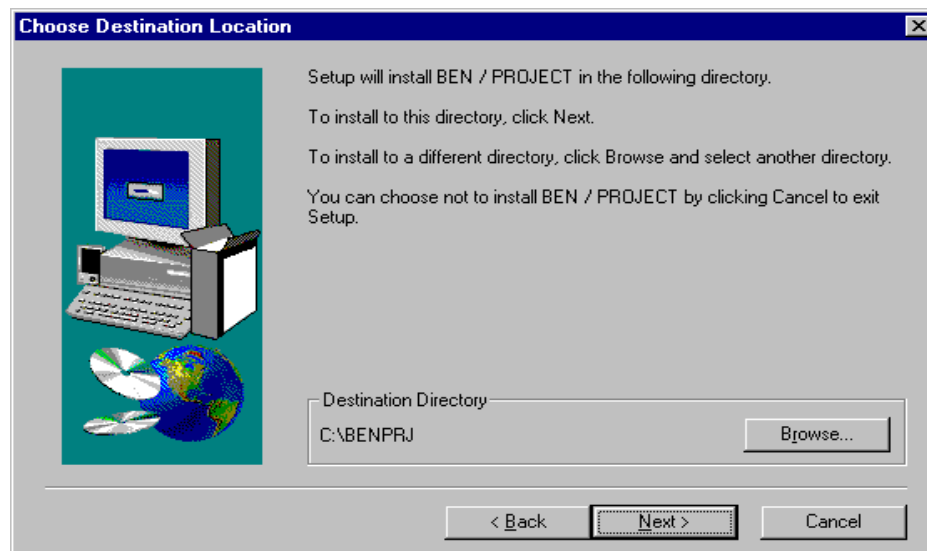 Choose Destination Location
Setup will install BEN / PROJECT in the following directory.
To install to this directory, click Next.
To install to a different directory, click Browse and select another directory.
You can choose not to install BEN / PROJECT by clicking Cancel to exit
Setup.
Destination Directory
C:\BENPRJ
Browse...
< Back
Next >
Cancel